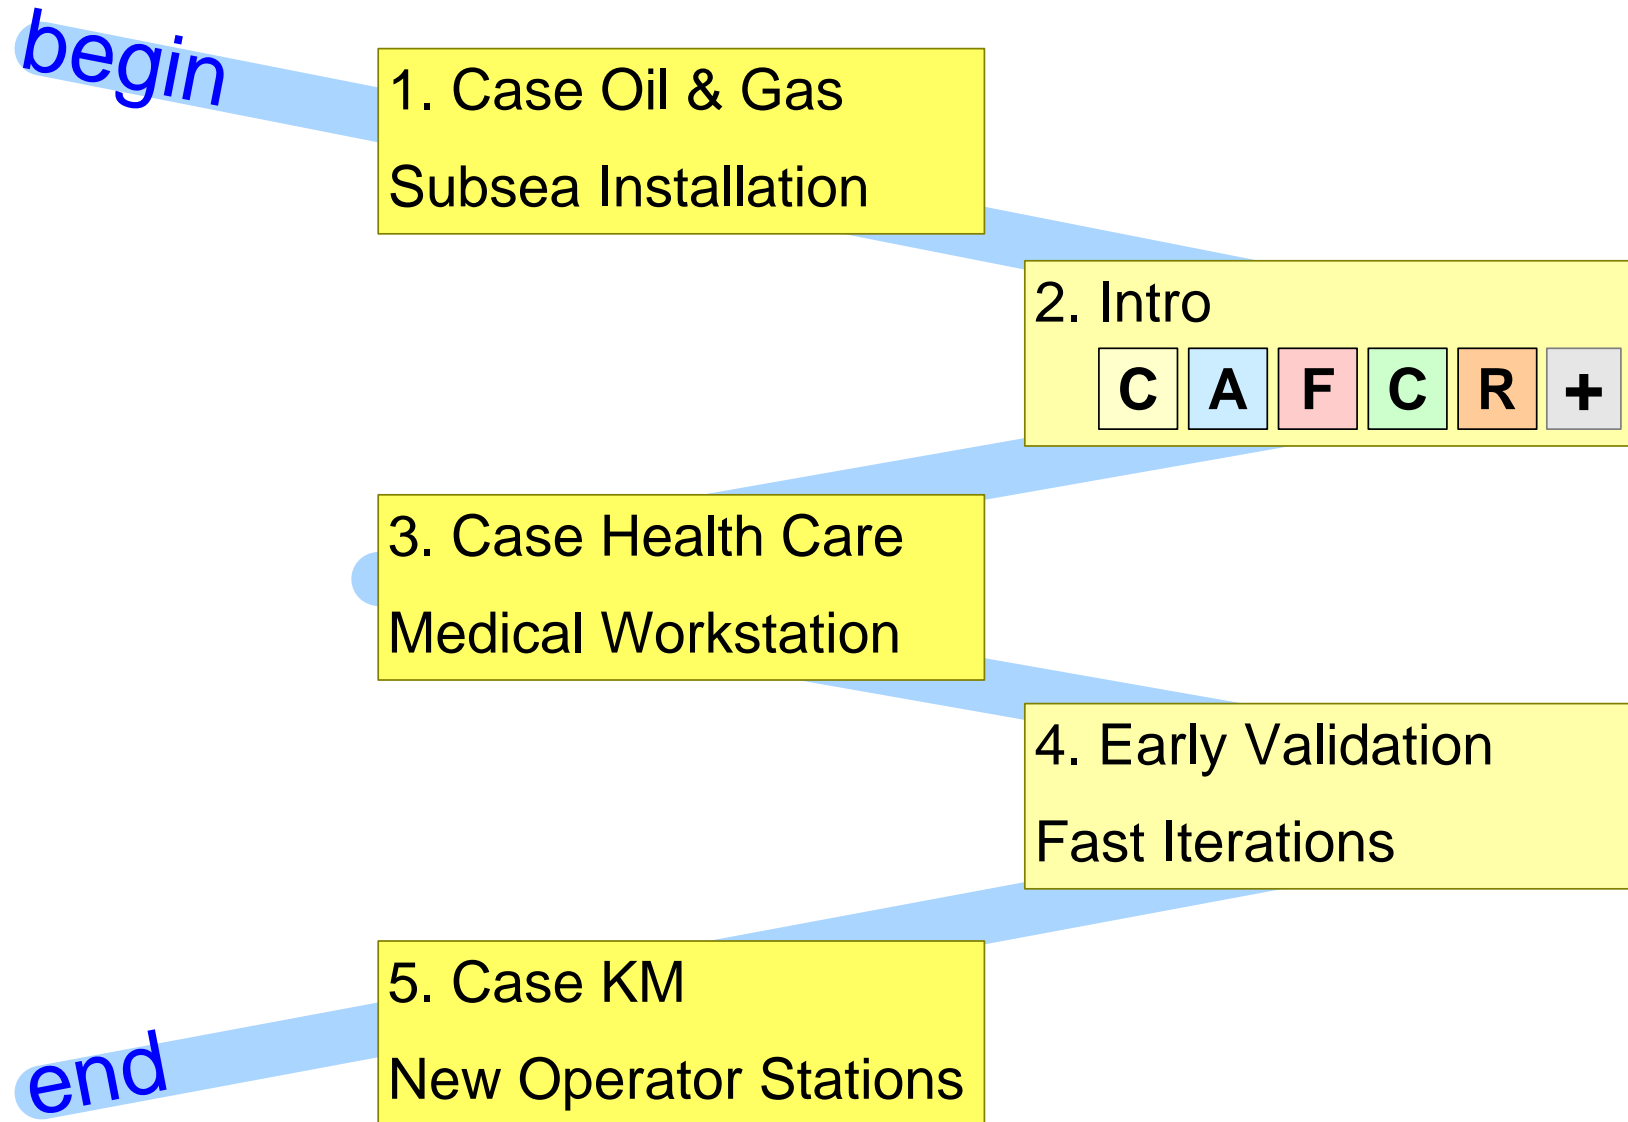 begin
1. Case Oil & Gas
Subsea Installation
2. Intro
C A F C R +
3. Case Health Care
Medical Workstation
4. Early Validation
Fast Iterations
5. Case KM
New Operator Stations
end